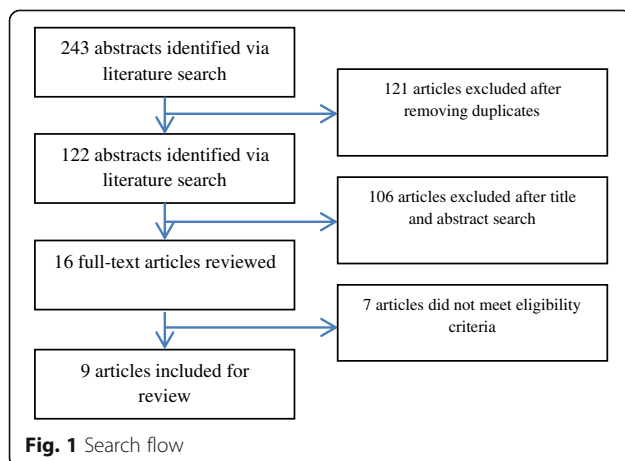 243 abstracts identified via
literature search
121 articles excluded after
removing duplicates
122 abstracts identified via
literature search
106 articles excluded after title
and abstract search
16 full-text articles reviewed
7 articles did not meet eligibility
criteria
9 articles included for
review
Fig. 1 Search flow